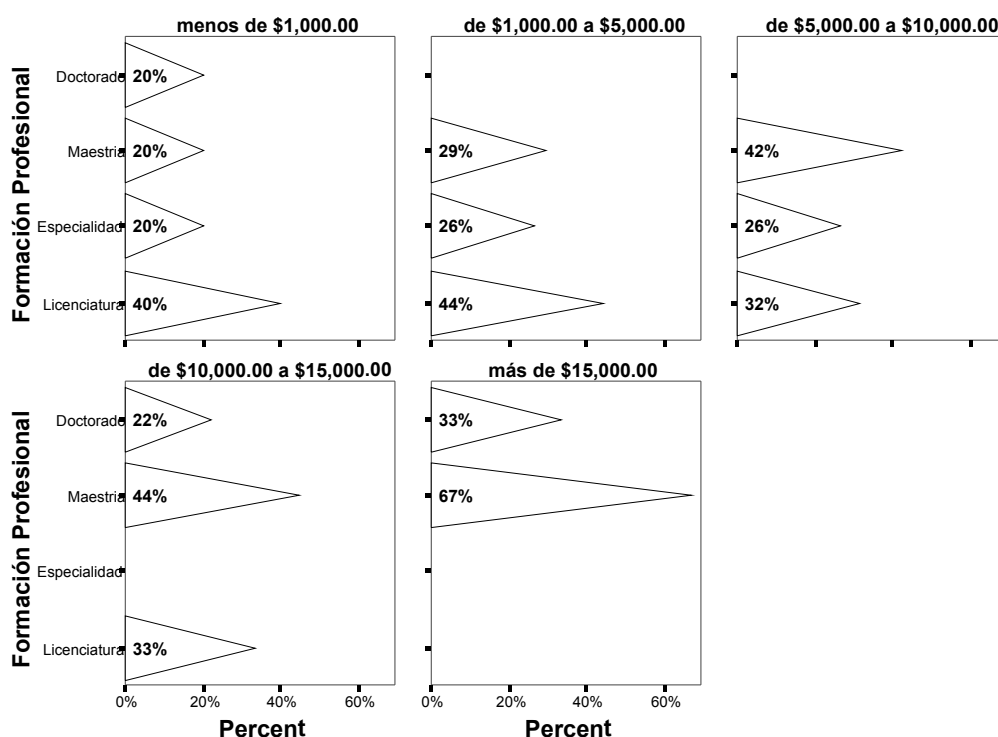 menos de $1,000.00
de $1,000.00 a $5,000.00
de $5,000.00 a $10,000.00
Formación Profesional
Doctorado
20%
Maestria
20%
29%
42%
Especialidad
20%
26%
26%
Licenciatura
40%
44%
32%
de $10,000.00 a $15,000.00
más de $15,000.00
Formación Profesional
Doctorado
22%
33%
Maestria
44%
67%
Especialidad
Licenciatura
33%
0% 20% 40% 60%
0% 20% 40% 60%
Percent
Percent